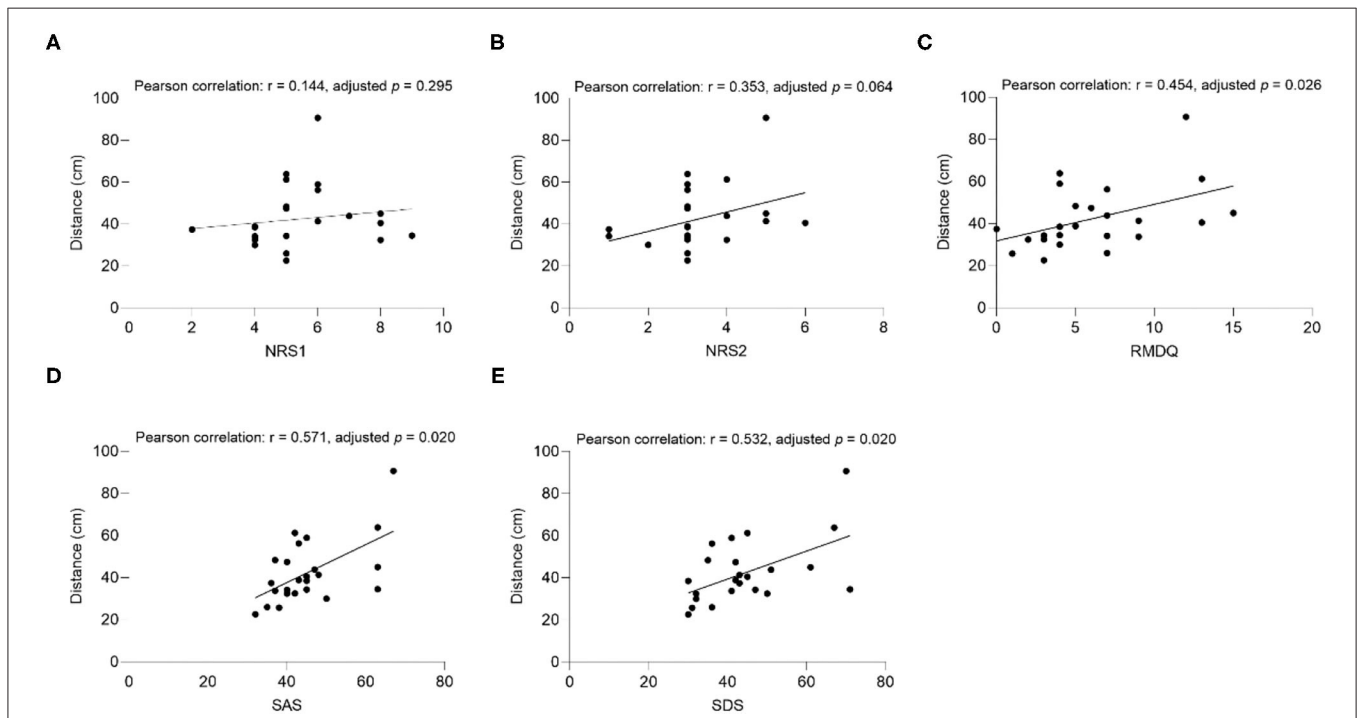 A
B
C
Pearson correlation: r = 0.144, adjusted p = 0.295
Pearson correlation: r = 0.353, adjusted p = 0.064
Pearson correlation: r = 0.454, adjusted p = 0.026
100
80
60
40
20
0
Distance (cm)
0 2 4 6 8 10
NRS1
100
80
60
40
20
0
Distance (cm)
0 2 4 6 8
NRS2
100
80
60
40
20
0
Distance (cm)
0 5 10 15 20
RMDQ
D
E
Pearson correlation: r = 0.571, adjusted p = 0.020
Pearson correlation: r = 0.532, adjusted p = 0.020
100
80
60
40
20
0
Distance (cm)
0 20 40 60 80
SAS
100
80
60
40
20
0
Distance (cm)
0 20 40 60 80
SDS